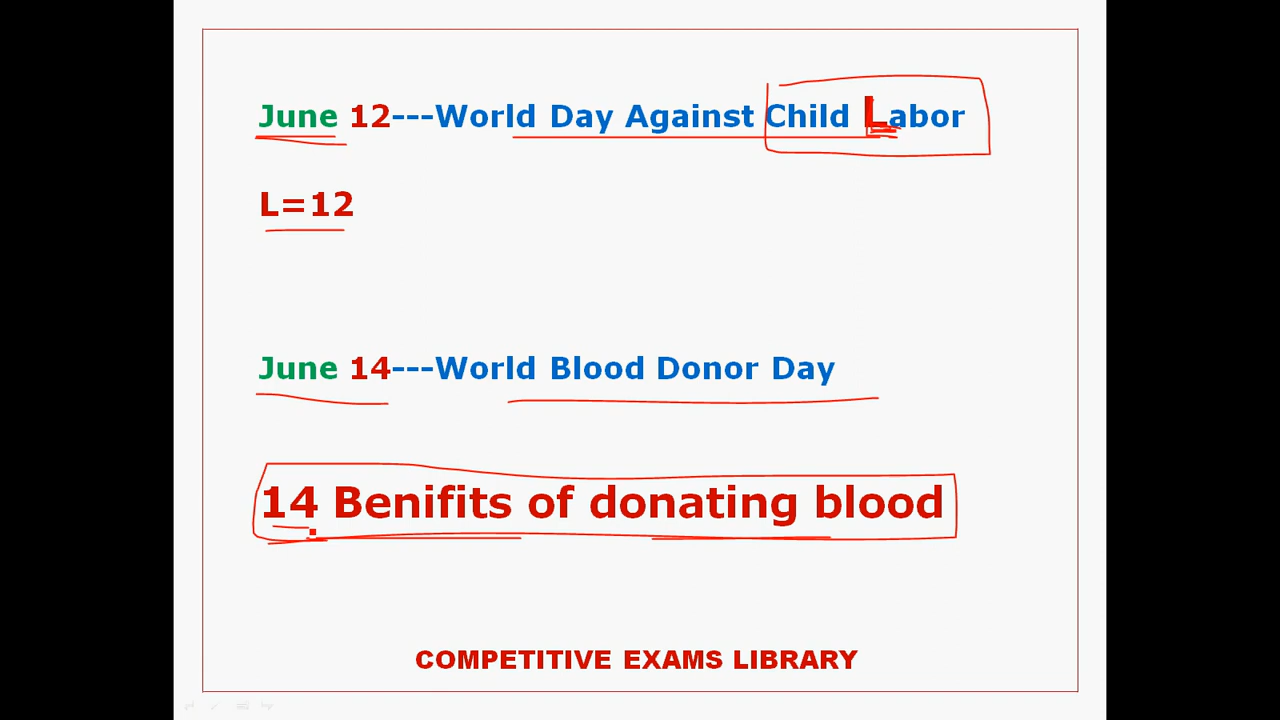 June 12---World Day Against Child Labor
L=12
June 14---World Blood Donor Day
14 Benifits of donating blood
COMPETITIVE EXAMS LIBRARY